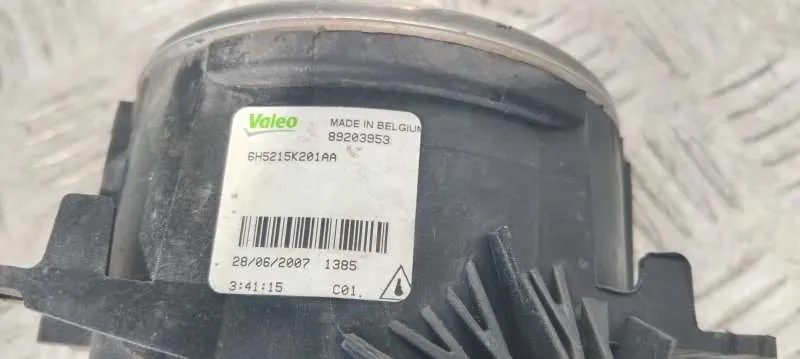 Valeo MADE IN BELGIUM
89203953
6H5215K201AA
28/06/2007 1385
3:41:15 C01.